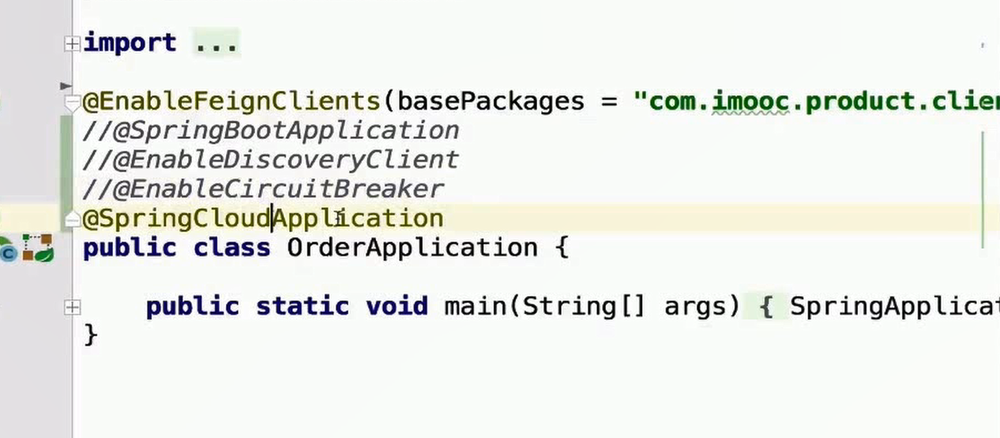 import ...
@EnableFeignClients(basePackages = "com.imooc.product.clien
//@SpringBootApplication
//@EnableDiscoveryClient
//@EnableCircuitBreaker
@SpringCloudApplication
public class OrderApplication {
public static void main(String[] args) { SpringApplicat
}